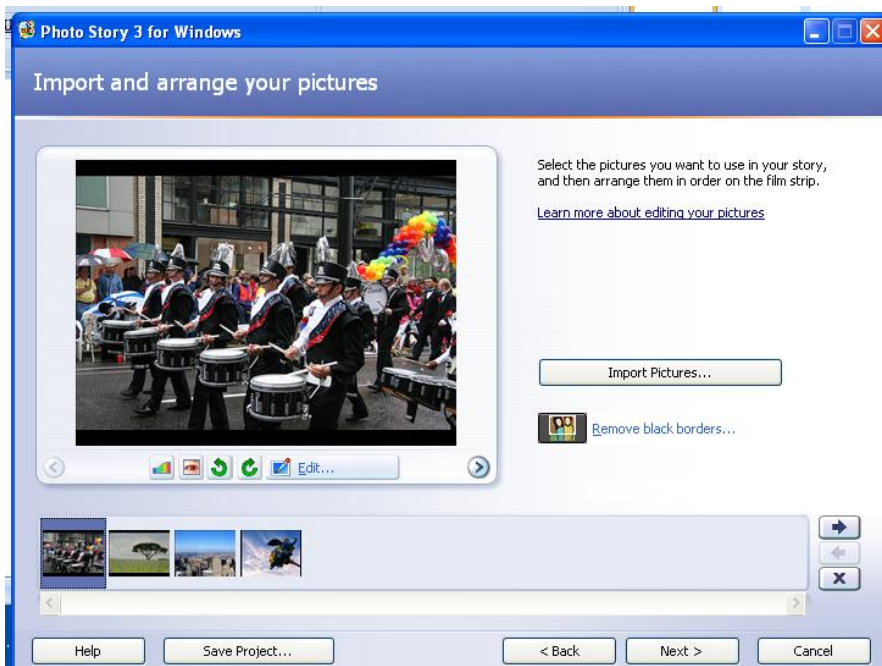 Photo Story 3 for Windows
Import and arrange your pictures
Select the pictures you want to use in your story,
and then arrange them in order on the film strip.
Learn more about editing your pictures
Import Pictures...
Remove black borders...
Edit...
Help
Save Project...
< Back
Next >
Cancel